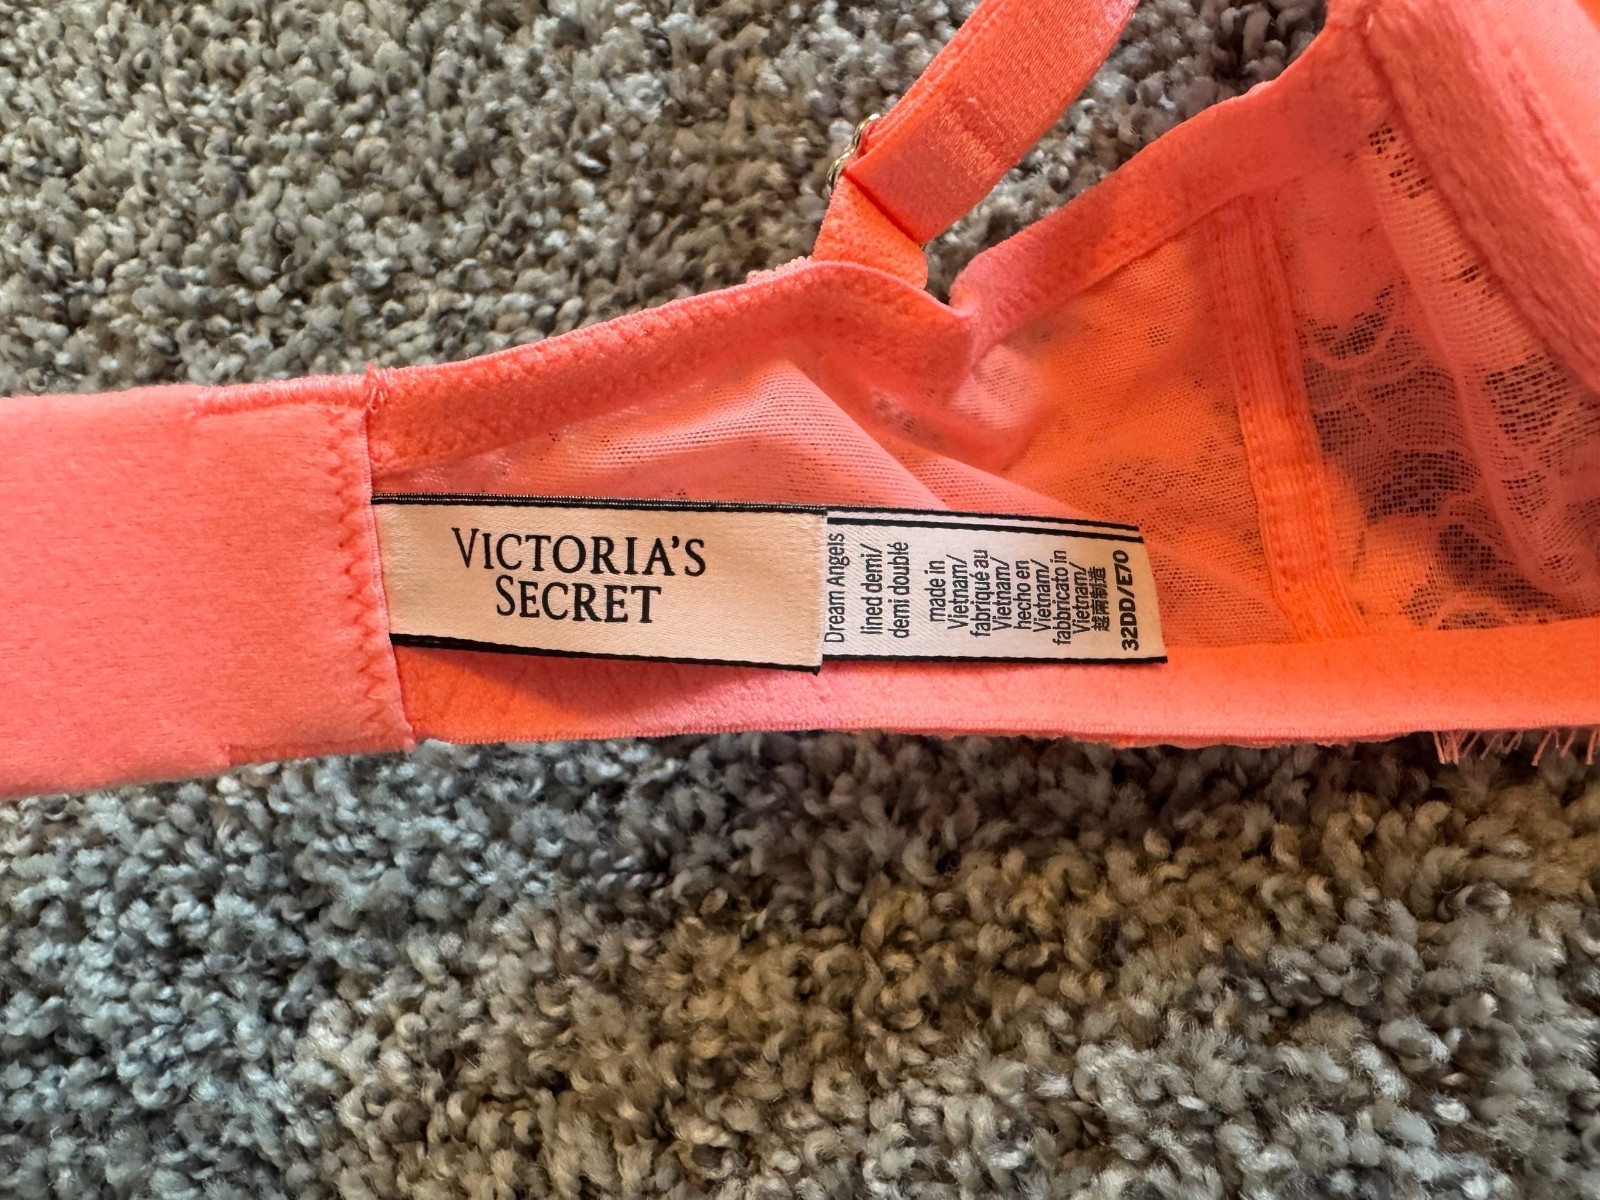 VICTORIA'S
SECRET
Dream Angels
lined demi/
demi doublé
made in
Vietnam/
fabriqué au
Vietnam/
hecho en
Vietnam/
fabbricato in
Vietnam/
越南制造
32DD/E70